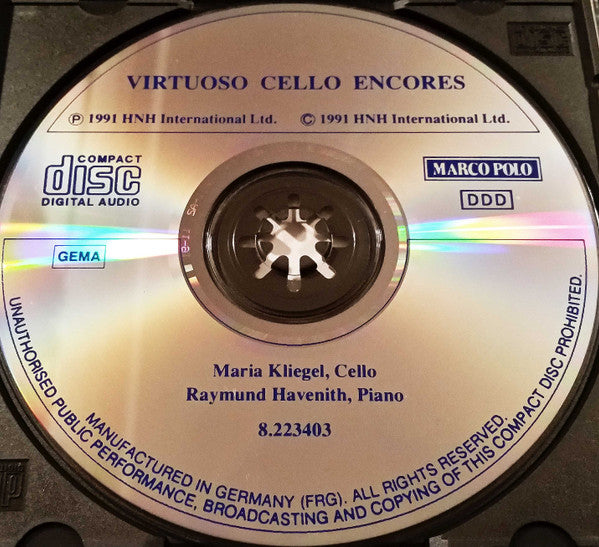 VIRTUOSO CELLO ENCORES
Ⓟ 1991 HNH International Ltd. © 1991 HNH International Ltd.
COMPACT
disc
DIGITAL AUDIO
MARCO POLO
DDD
GEMA
Maria Kliegel, Cello
Raymund Havenith, Piano
8.223403
MANUFACTURED IN GERMANY (FRG). ALL RIGHTS RESERVED.
UNAUTHORISED PUBLIC PERFORMANCE, BROADCASTING AND COPYING OF THIS COMPACT DISC PROHIBITED.